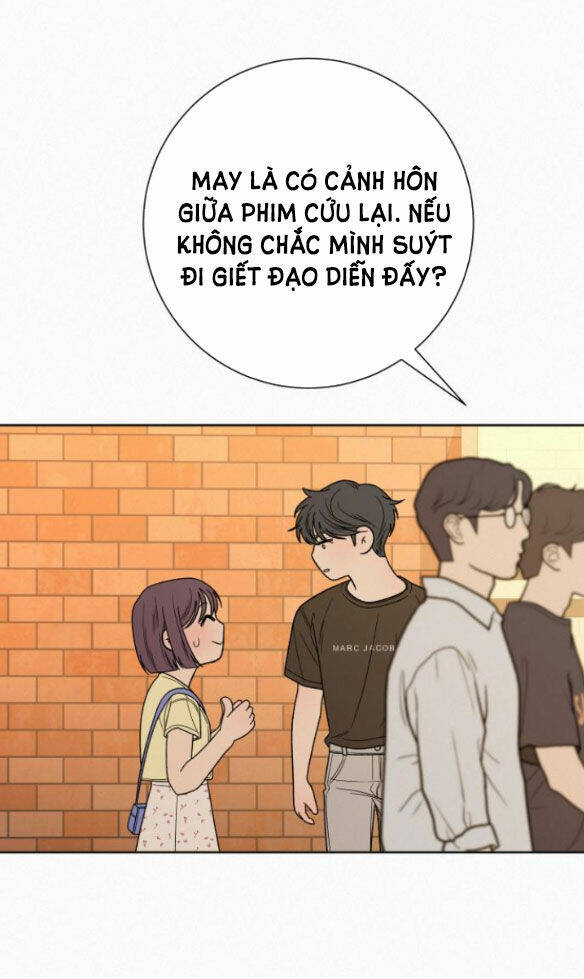 MAY LÀ CÓ CẢNH HÔN
GIỮA PHIM CỨU LẠI. NẾU
KHÔNG CHẮC MÌNH SUÝT
ĐI GIẾT ĐẠO DIỄN ĐẤY?
MARC JACOB